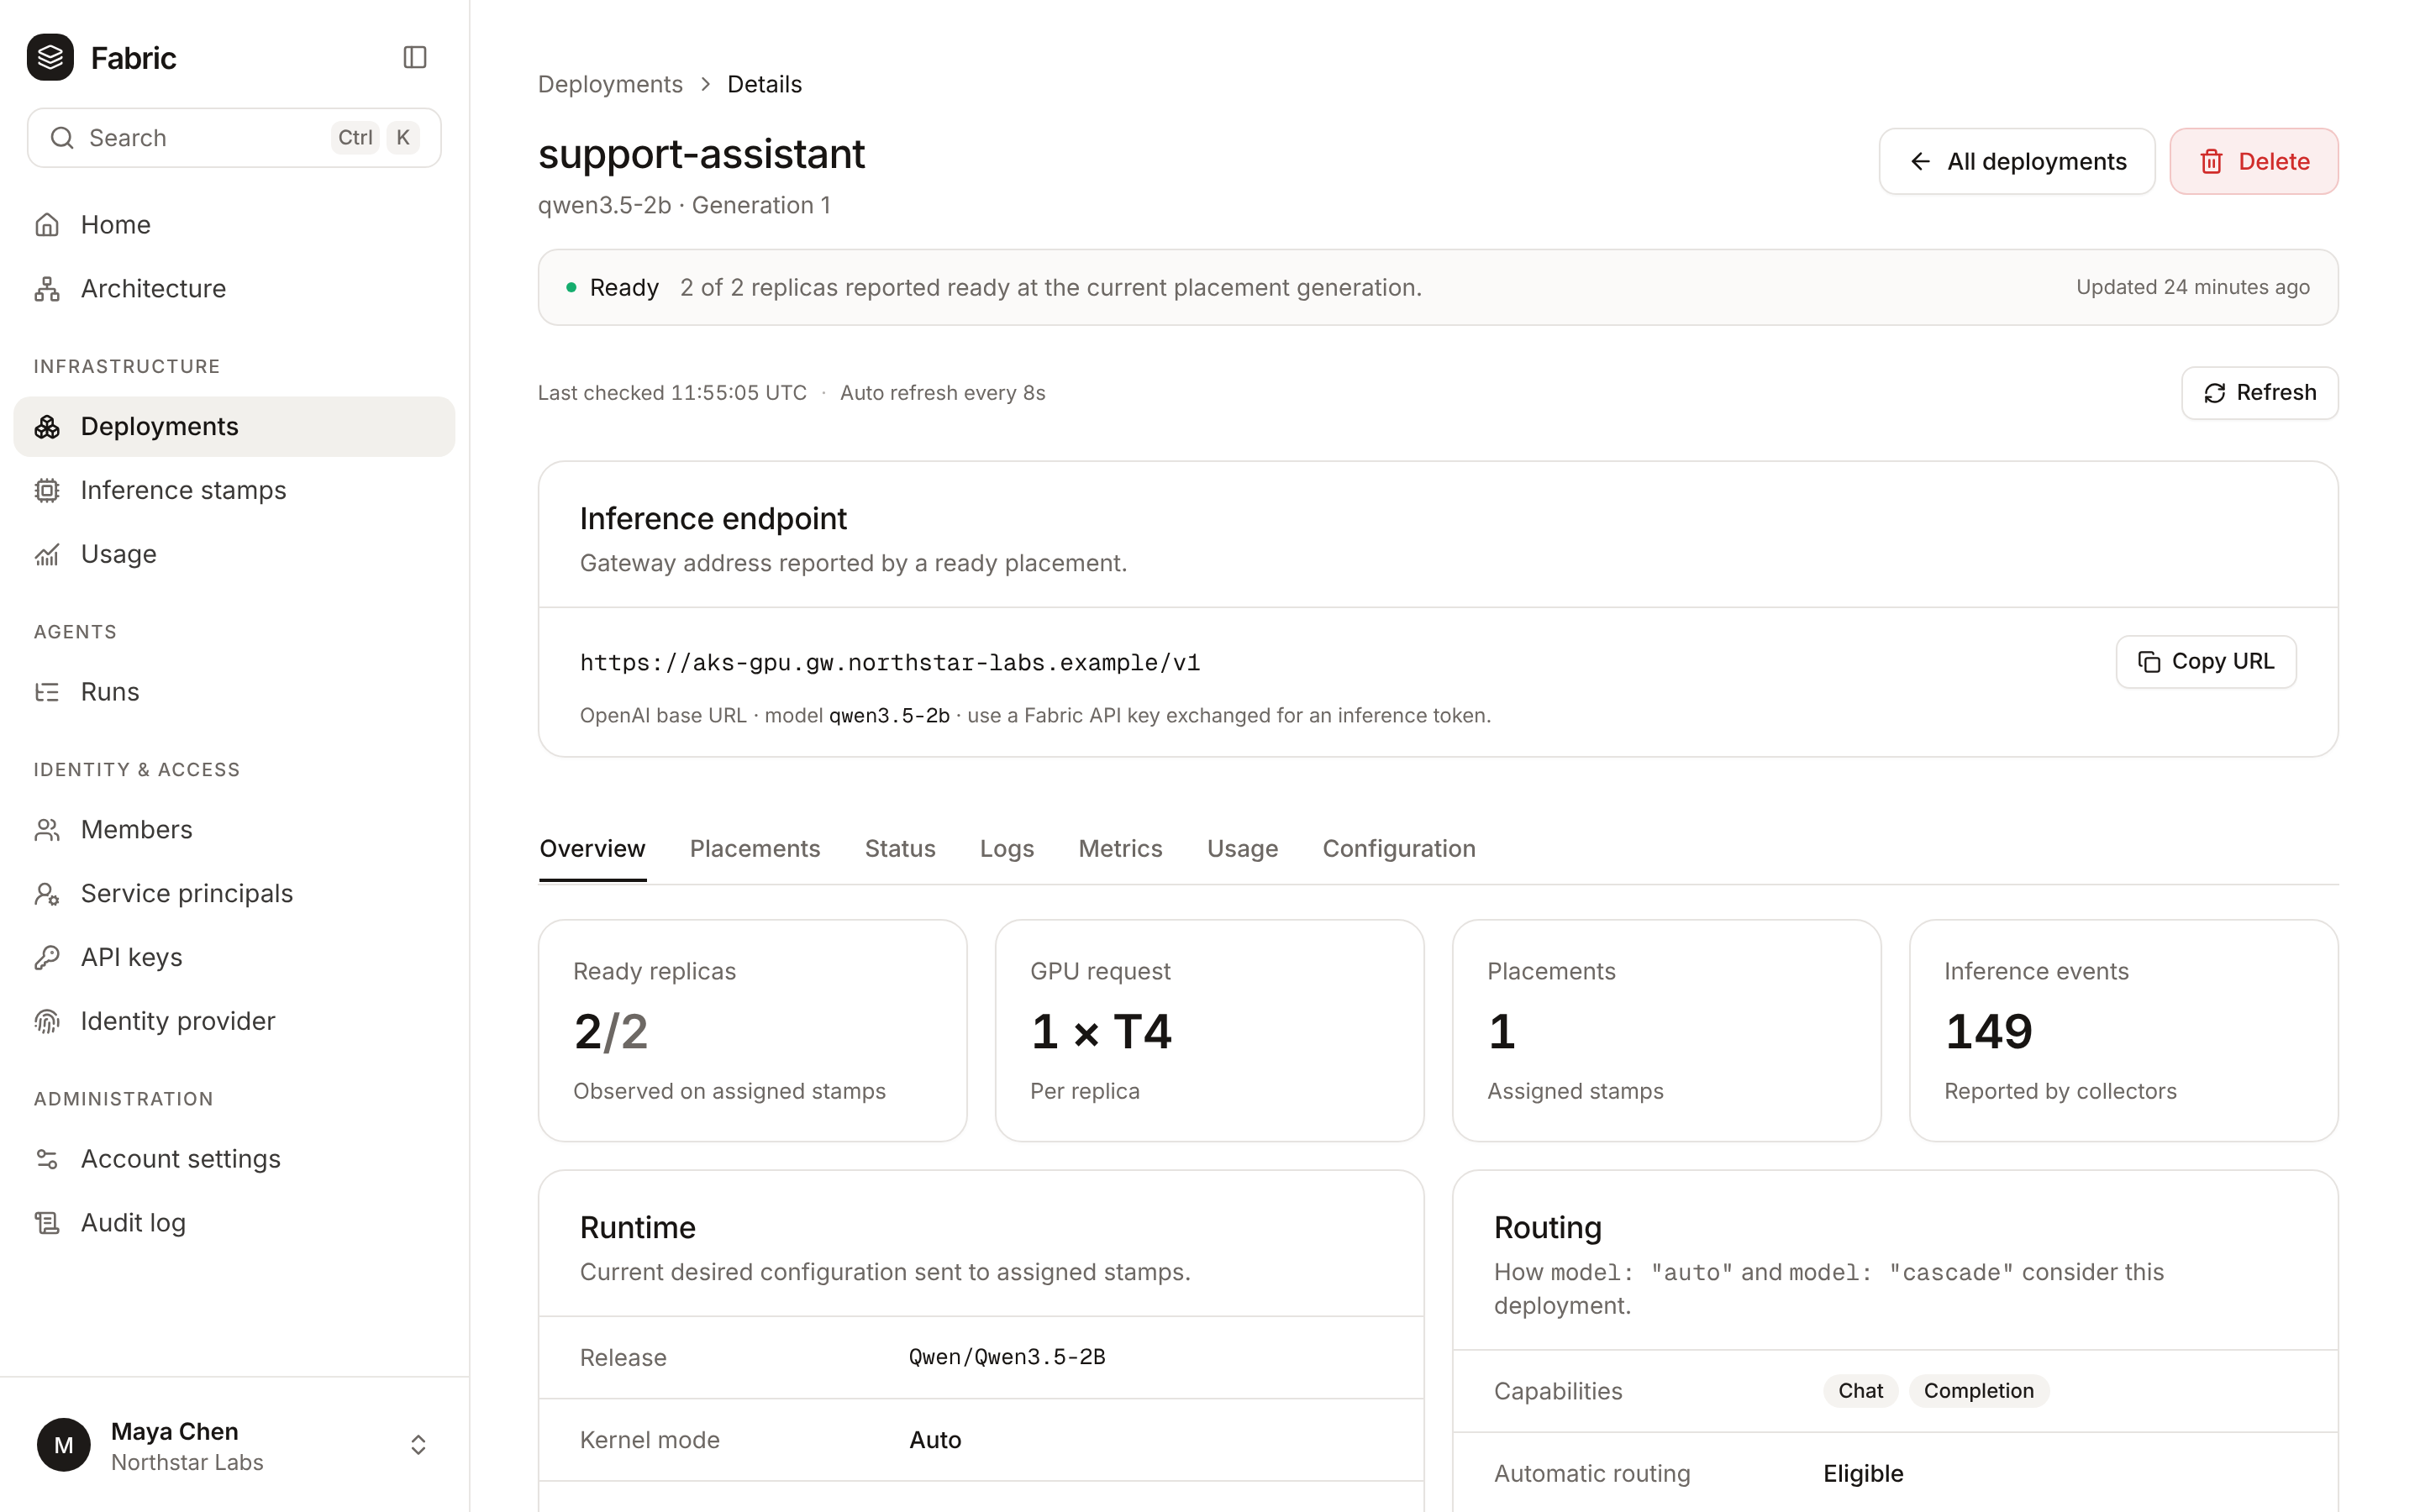 Fabric
Search Ctrl K
Home
Architecture
INFRASTRUCTURE
Deployments
Inference stamps
Usage
AGENTS
Runs
IDENTITY & ACCESS
Members
Service principals
API keys
Identity provider
ADMINISTRATION
Account settings
Audit log
M
Maya Chen
Northstar Labs
Deployments > Details
support-assistant
qwen3.5-2b · Generation 1
All deployments
Delete
Ready 2 of 2 replicas reported ready at the current placement generation.
Updated 24 minutes ago
Last checked 11:55:05 UTC · Auto refresh every 8s
Refresh
Inference endpoint
Gateway address reported by a ready placement.
https://aks-gpu.gw.northstar-labs.example/v1
Copy URL
OpenAI base URL · model qwen3.5-2b · use a Fabric API key exchanged for an inference token.
Overview Placements Status Logs Metrics Usage Configuration
Ready replicas
2/2
Observed on assigned stamps
GPU request
1 × T4
Per replica
Placements
1
Assigned stamps
Inference events
149
Reported by collectors
Runtime
Current desired configuration sent to assigned stamps.
Release Qwen/Qwen3.5-2B
Kernel mode Auto
Routing
How model: "auto" and model: "cascade" consider this
deployment.
Capabilities Chat Completion
Automatic routing Eligible